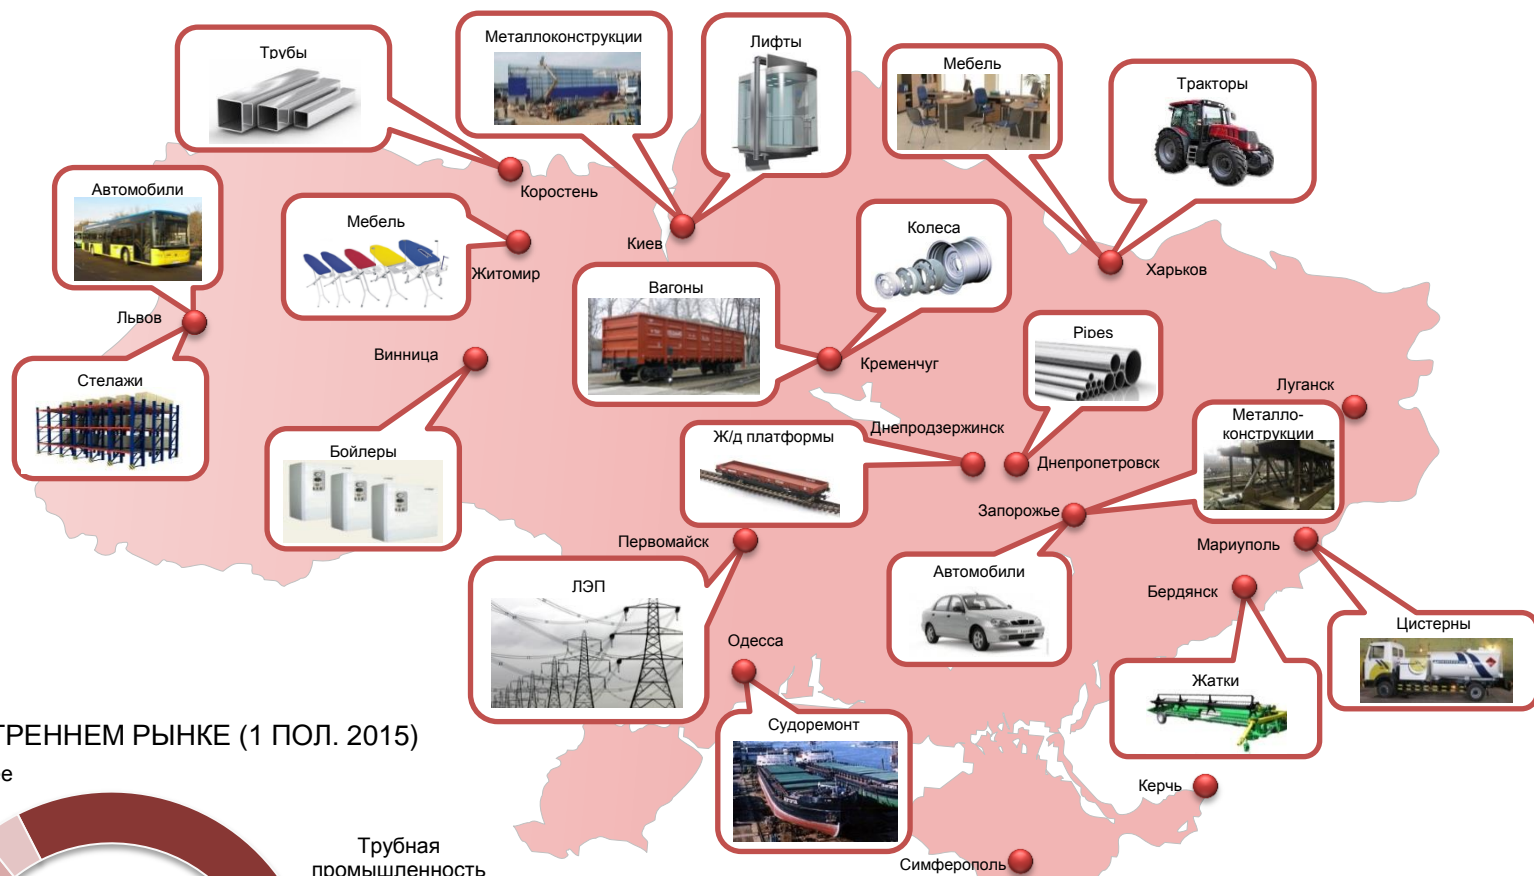 Трубы
Металлоконструкции
Лифты
Мебель
Тракторы
Коростень
Автомобили
Мебель
Киев
Колеса
Харьков
Житомир
Вагоны
Львов
Винница
Кременчуг
Pipes
Стелажи
Луганск
Днепродзержинск
Металло-
конструкции
Ж/д платформы
Бойлеры
Днепропетровск
Запорожье
Первомайск
Мариуполь
Автомобили
ЛЭП
Бердянск
Цистерны
Одесса
Жатки
Судоремонт
ТРЕННЕМ РЫНКЕ (1 ПОЛ. 2015)
е
Керчь
Трубная
промышленность
Симферополь